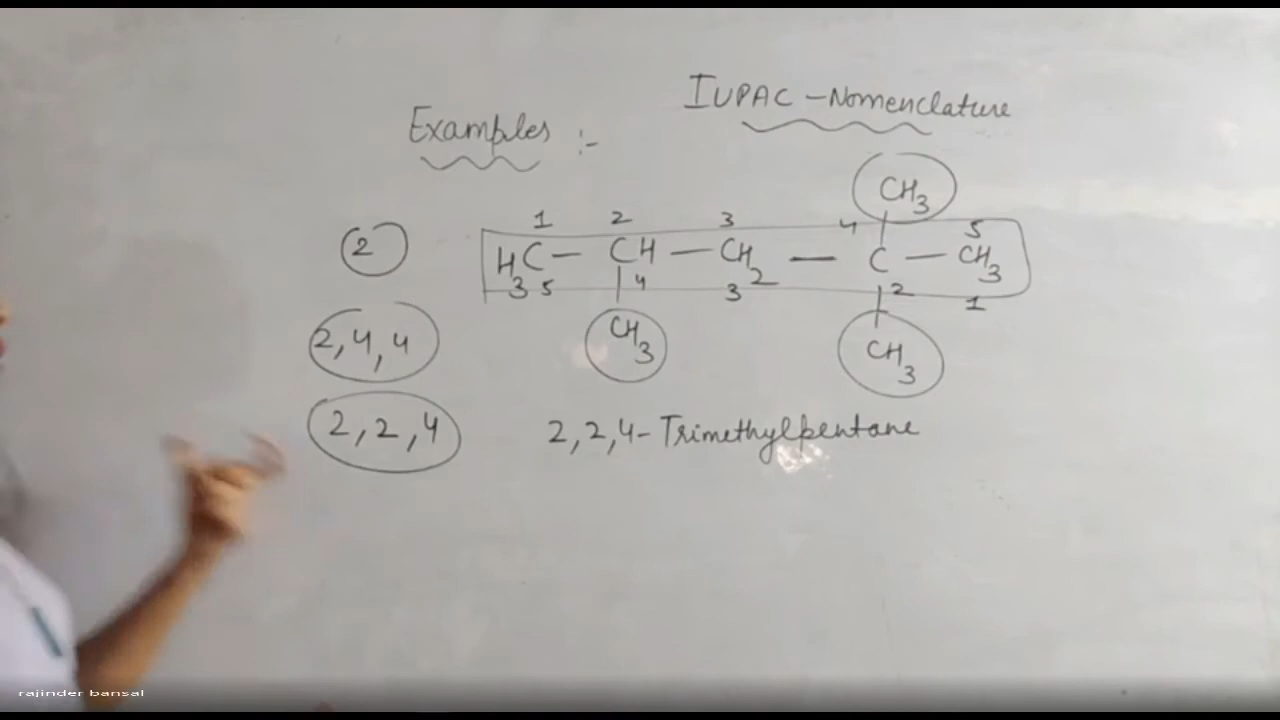 IUPAC - Nomenclature
Examples :-
CH3
1 2 3 4 5
2
H3C - CH - CH2 - C - CH3
5 4 3 2 1
CH3 CH3
2, 4, 4
2, 2, 4
2, 2, 4- Trimethylpentane
rajinder bansal